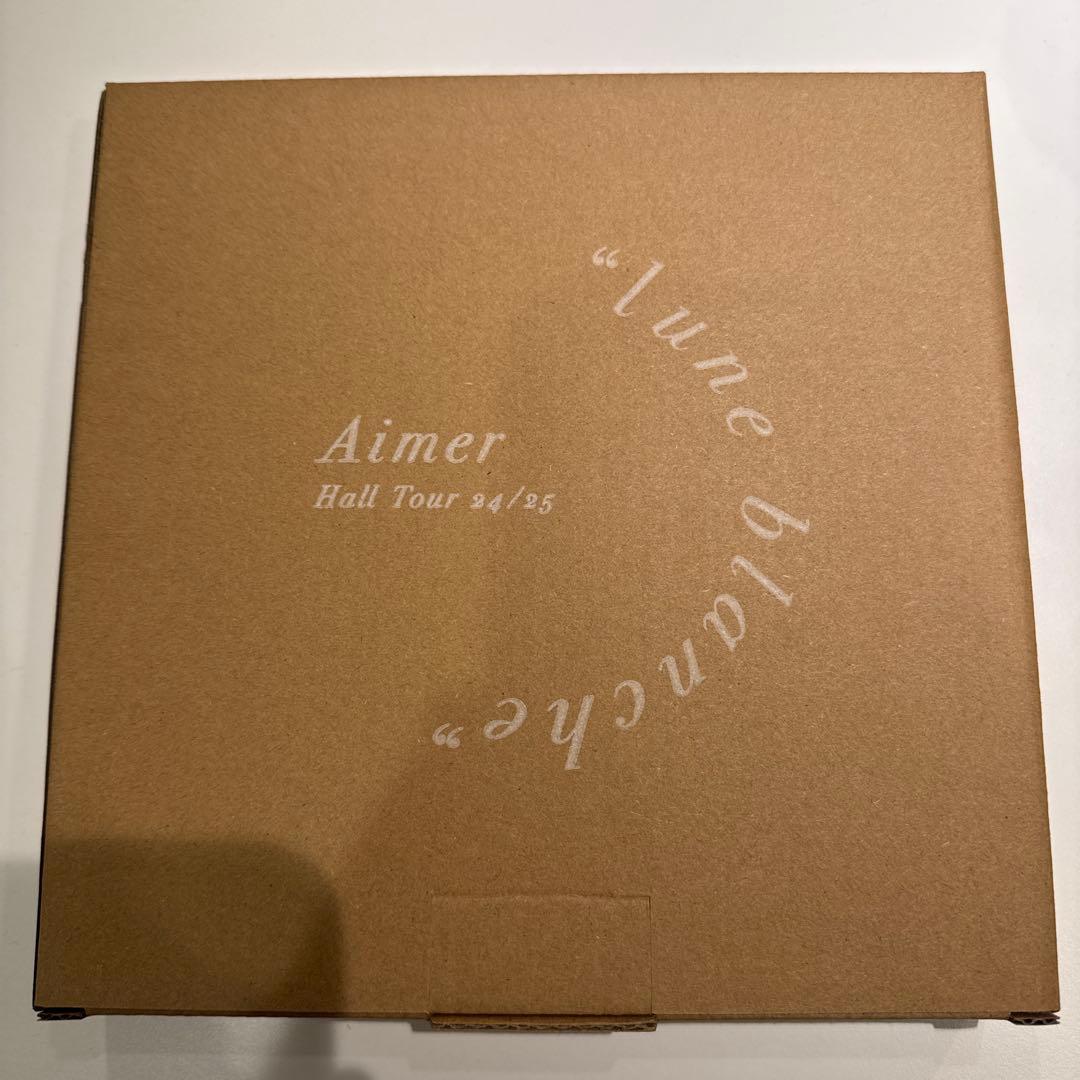 Aimer
Hall Tour 24/25
“lune blanche”